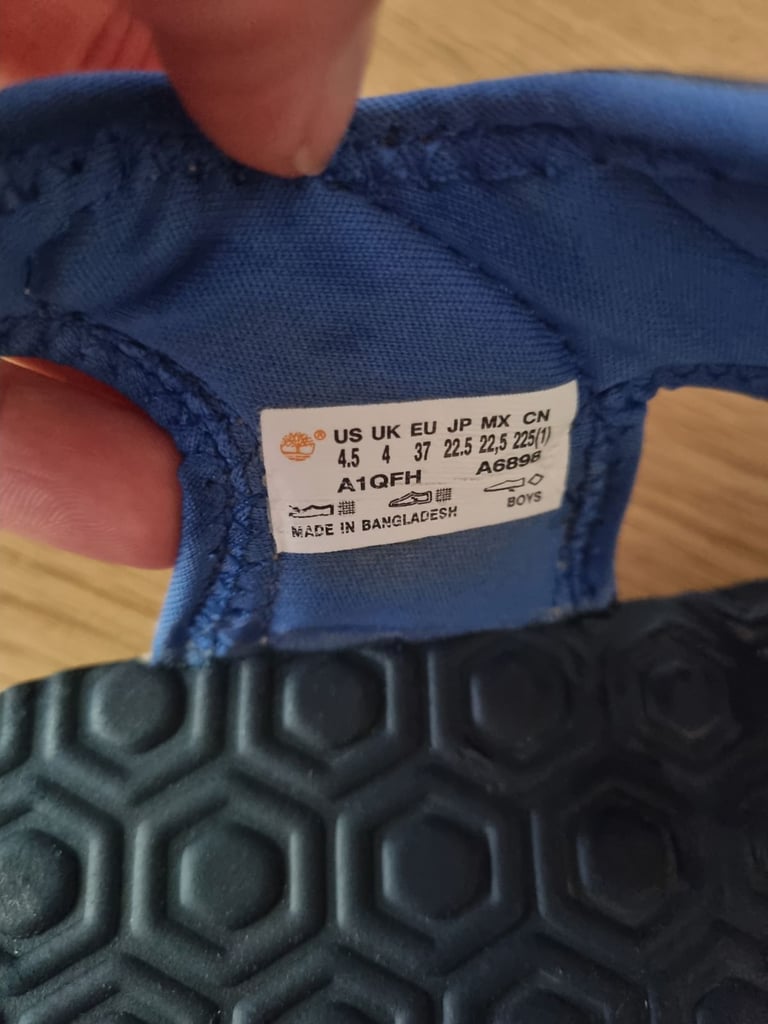 ® US UK EU JP MX CN
4.5 4 37 22.5 22,5 225(1)
A1QFH A6898
MADE IN BANGLADESH BOYS